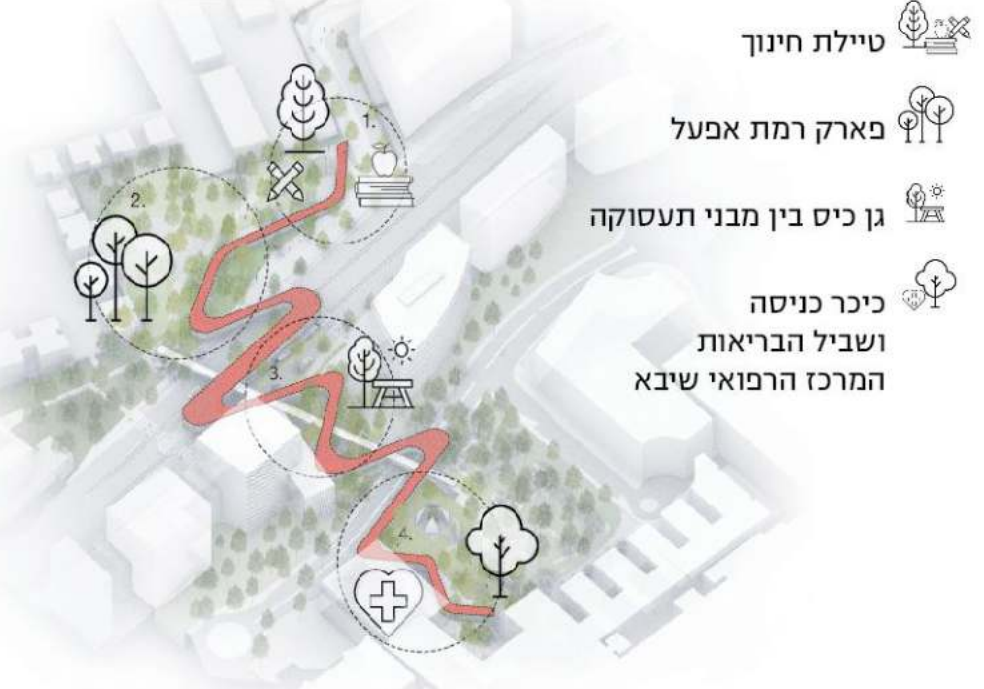 טיילת חינוך
פארק רמת אפעל
גן כיס בין מבני תעסוקה
כיכר כניסה
ושביל הבריאות
המרכז הרפואי שיבא
1.
2.
3.
4.